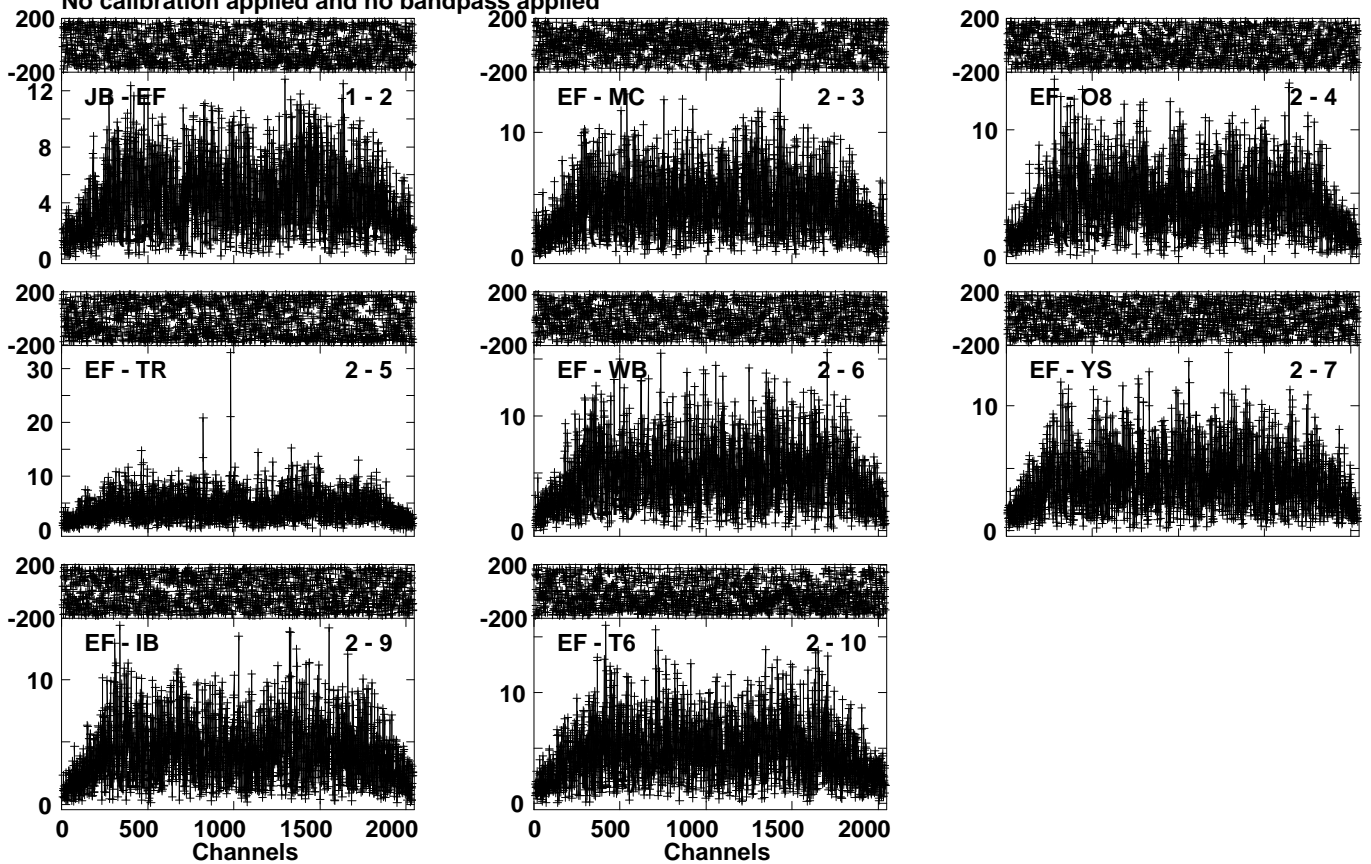 No calibration applied and no bandpass applied
200
-200
12
8
4
0
JB - EF 1 - 2
200
-200
10
0
EF - MC 2 - 3
200
-200
10
0
EF - O8 2 - 4
200
-200
30
20
10
0
EF - TR 2 - 5
200
-200
10
0
EF - WB 2 - 6
200
-200
10
0
EF - YS 2 - 7
200
-200
10
0
EF - IB 2 - 9
0 500 1000 1500 2000
Channels
200
-200
10
0
EF - T6 2 - 10
0 500 1000 1500 2000
Channels